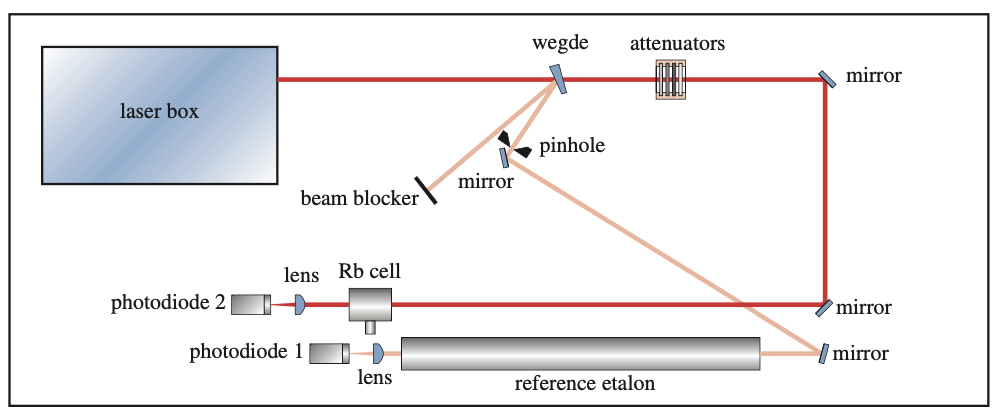 wegde
attenuators
mirror
laser box
pinhole
mirror
beam blocker
lens
Rb cell
photodiode 2
mirror
photodiode 1
mirror
lens
reference etalon